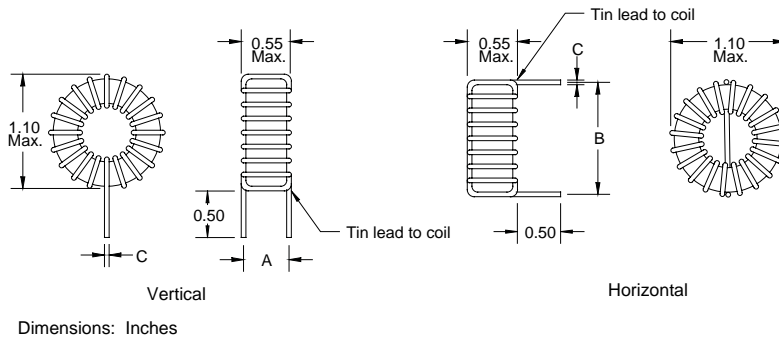 Tin lead to coil
0.55
Max.
0.55
Max.
C
1.10
Max.
1.10
Max.
B
0.50
Tin lead to coil
0.50
C
A
Vertical
Horizontal
Dimensions: Inches